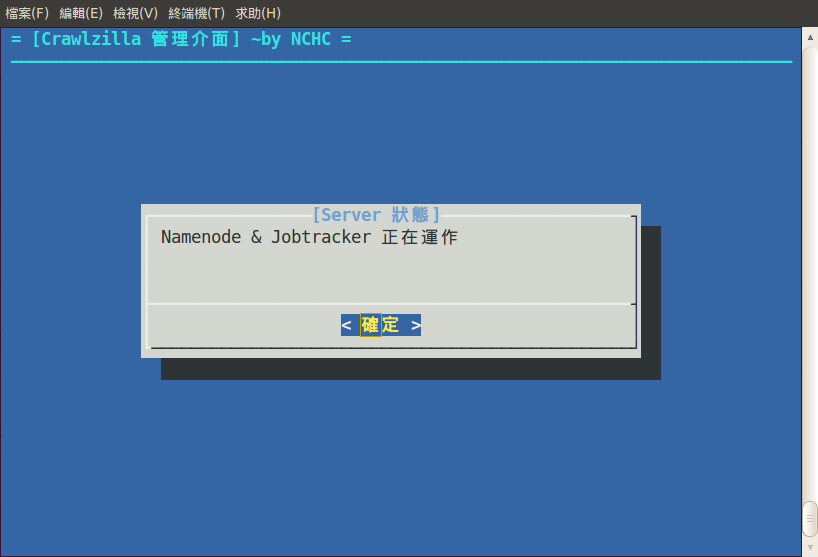 檔案(F) 編輯(E) 檢視(V) 終端機(T) 求助(H)
= [Crawlzilla 管理介面] ~by NCHC =
[Server 狀態]
Namenode & Jobtracker 正在運作
< 確定 >